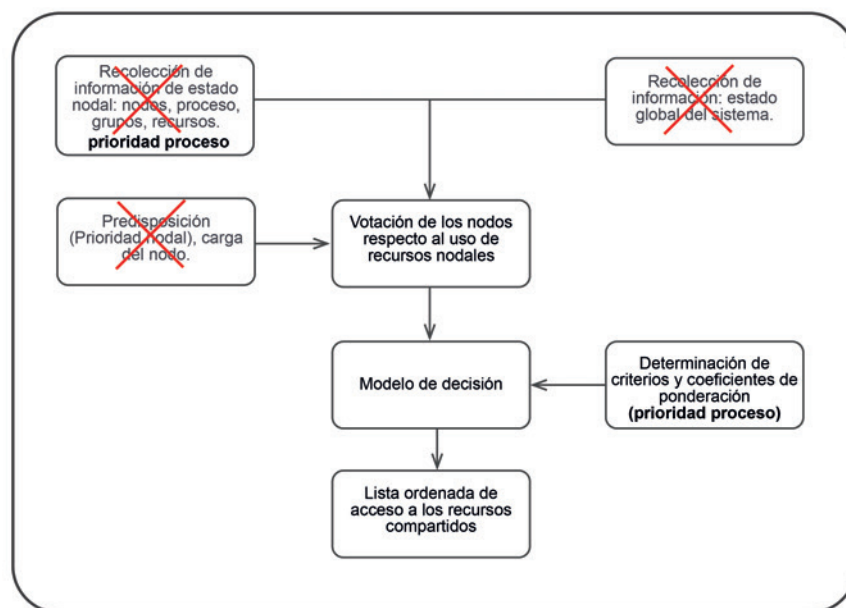 Recolección de
información de estado
nodal: nodos, proceso,
grupos, recursos.
prioridad proceso
Recolección de
información: estado
global del sistema.
Predisposición
(Prioridad nodal), carga
del nodo.
Votación de los nodos
respecto al uso de
recursos nodales
Modelo de decisión
Determinación de
criterios y coeficientes de
ponderación
(prioridad proceso)
Lista ordenada de
acceso a los recursos
compartidos